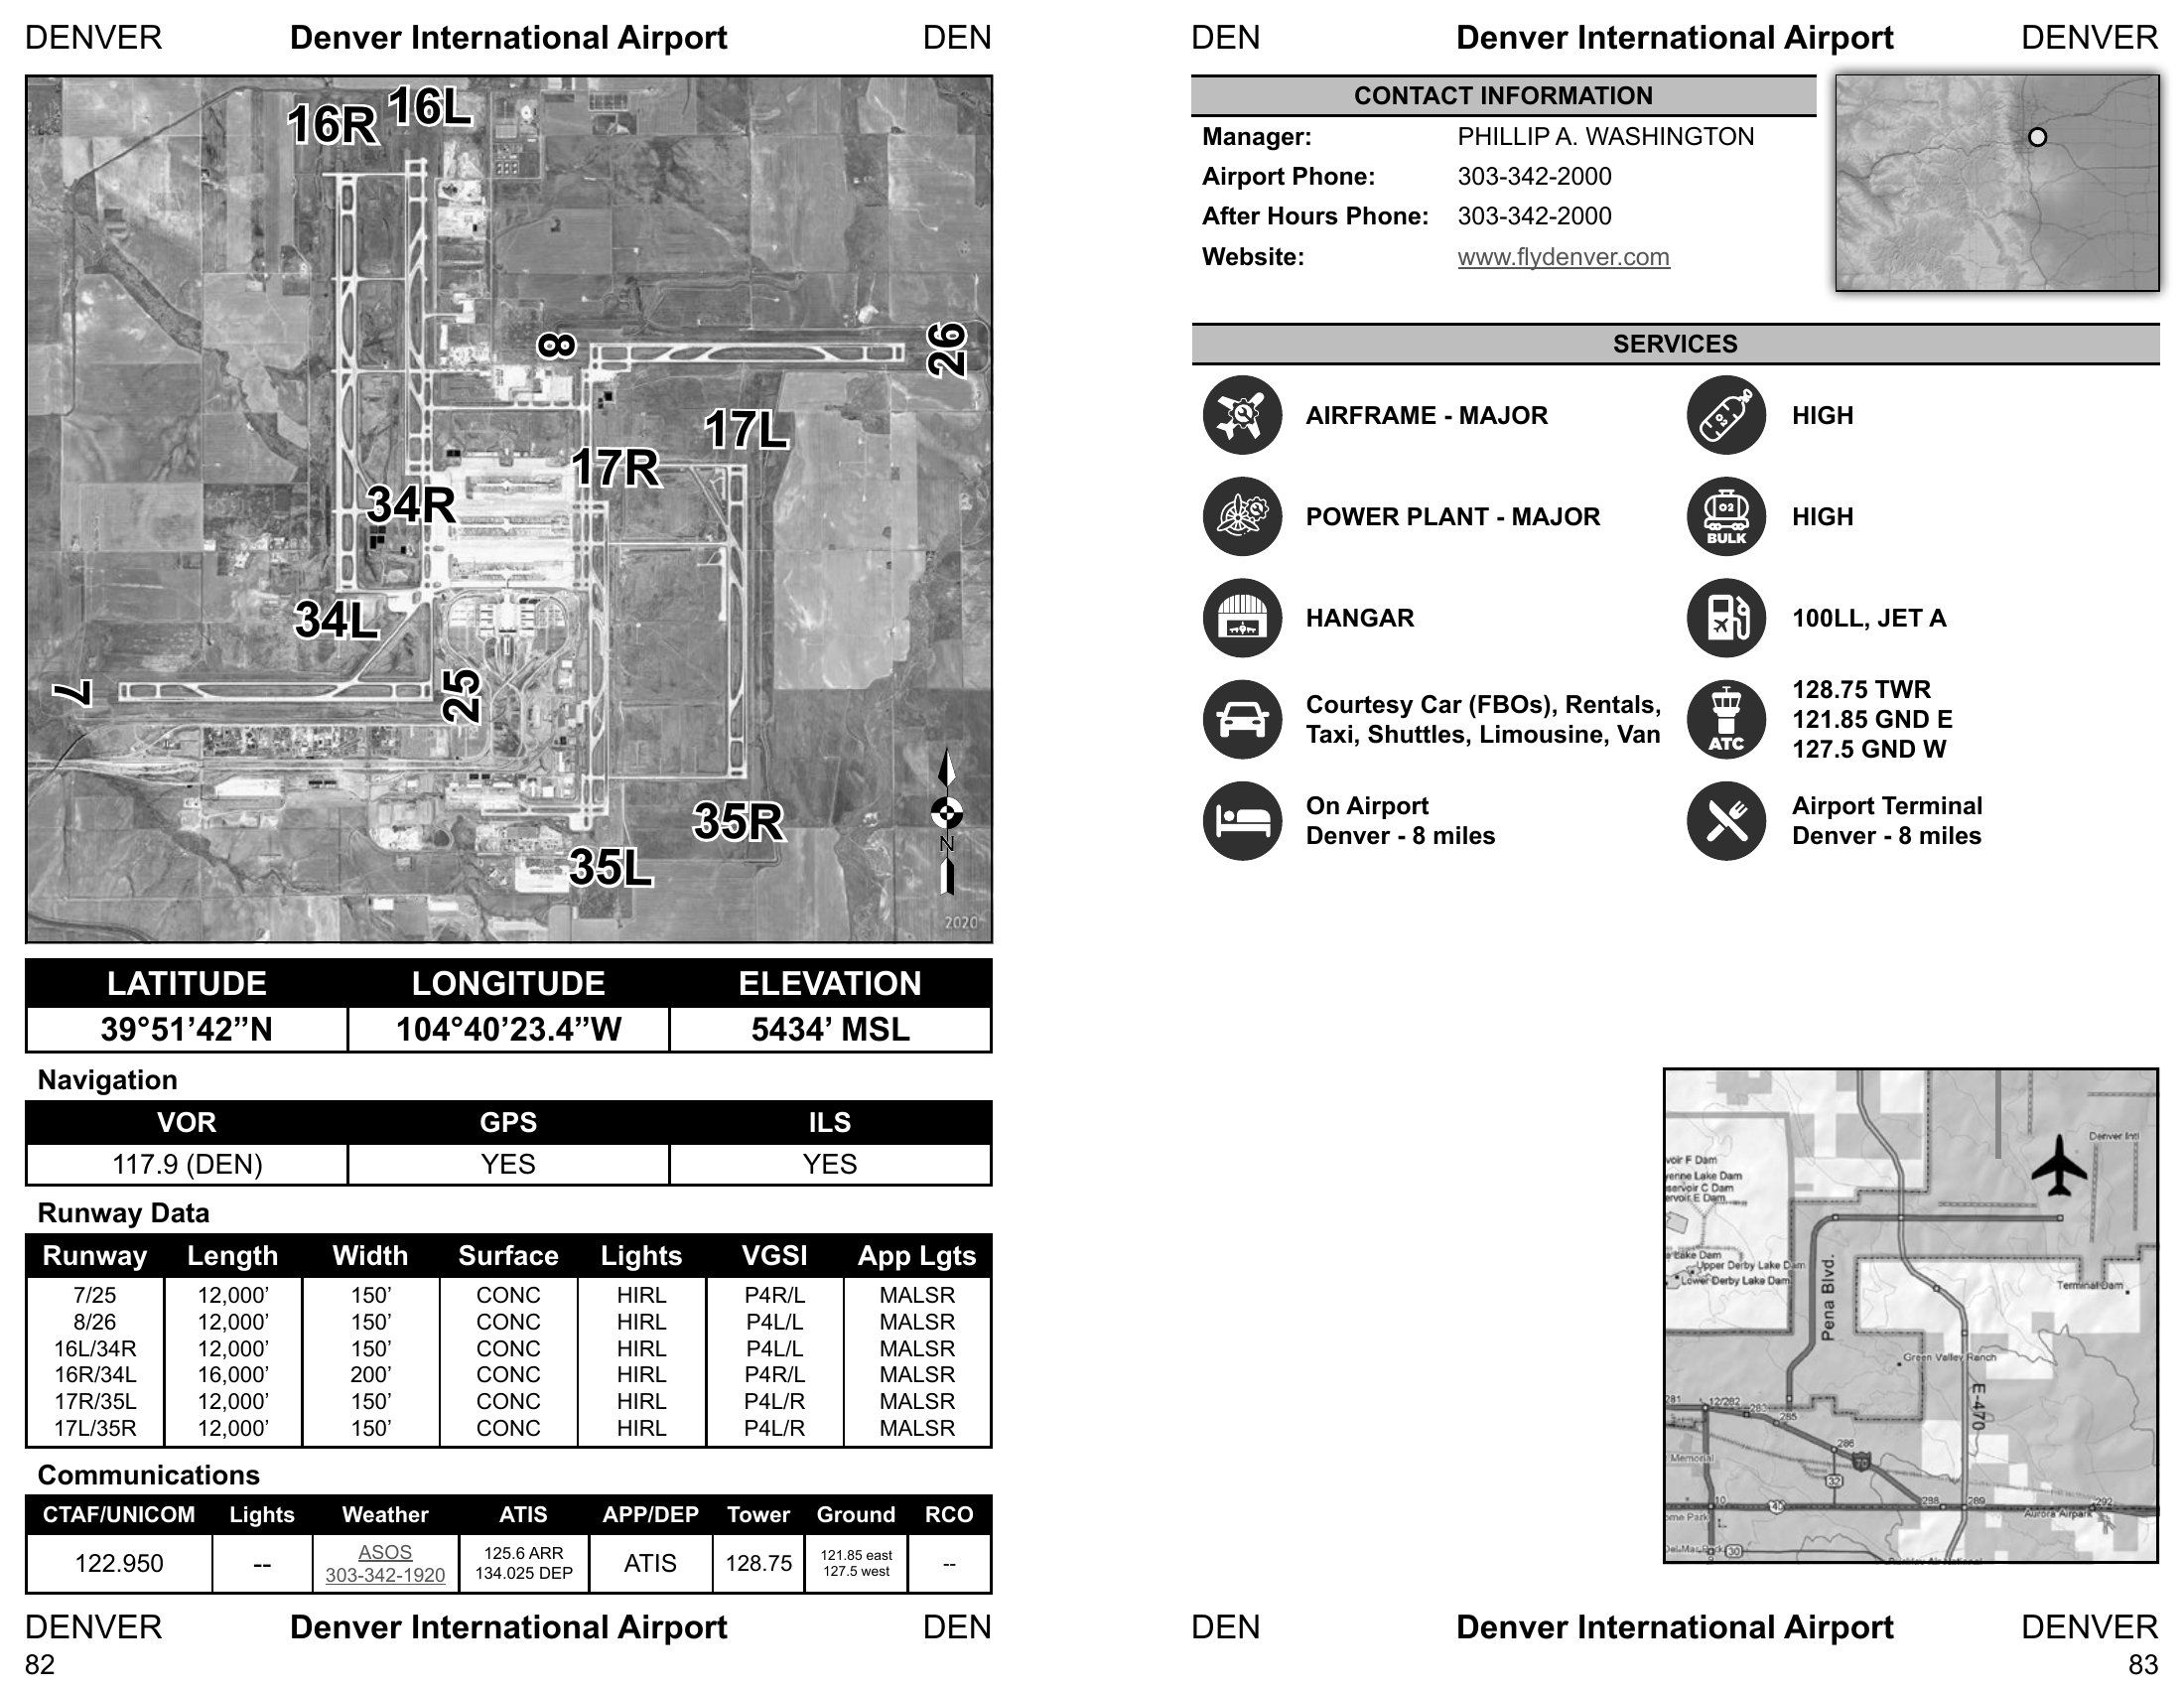 DENVER Denver International Airport DEN
16R 16L
8 26
17L
17R
34R
34L
7 25
35R
35L
N
2020
LATITUDE LONGITUDE ELEVATION
39°51’42”N 104°40’23.4”W 5434’ MSL
Navigation
VOR GPS ILS
117.9 (DEN) YES YES
Runway Data
Runway Length Width Surface Lights VGSI App Lgts
7/25 12,000’ 150’ CONC HIRL P4R/L MALSR
8/26 12,000’ 150’ CONC HIRL P4L/L MALSR
16L/34R 12,000’ 150’ CONC HIRL P4L/L MALSR
16R/34L 16,000’ 200’ CONC HIRL P4R/L MALSR
17R/35L 12,000’ 150’ CONC HIRL P4L/R MALSR
17L/35R 12,000’ 150’ CONC HIRL P4L/R MALSR
Communications
CTAF/UNICOM Lights Weather ATIS APP/DEP Tower Ground RCO
122.950 -- ASOS 303-342-1920 125.6 ARR 134.025 DEP ATIS 128.75 121.85 east 127.5 west --
DENVER Denver International Airport DEN
82
DEN Denver International Airport DENVER
CONTACT INFORMATION
Manager: PHILLIP A. WASHINGTON
Airport Phone: 303-342-2000
After Hours Phone: 303-342-2000
Website: www.flydenver.com
SERVICES
AIRFRAME - MAJOR
O2 HIGH
POWER PLANT - MAJOR
O2 BULK HIGH
HANGAR
100LL, JET A
Courtesy Car (FBOs), Rentals,
Taxi, Shuttles, Limousine, Van
ATC
128.75 TWR
121.85 GND E
127.5 GND W
On Airport
Denver - 8 miles
Airport Terminal
Denver - 8 miles
Denver Intl
voir F Dam
yenne Lake Dam
servoir C Dam
ervoir E Dam
Lake Dam
Upper Derby Lake Dam
Lower Derby Lake Dam
Terminal Dam
Pena Blvd.
Green Valley Ranch
E-470
281 12/282 283 285
286
70
Memorial
32
10 40 288 289 292
ome Park
Aurora Airpark
30
DEN Denver International Airport DENVER
83